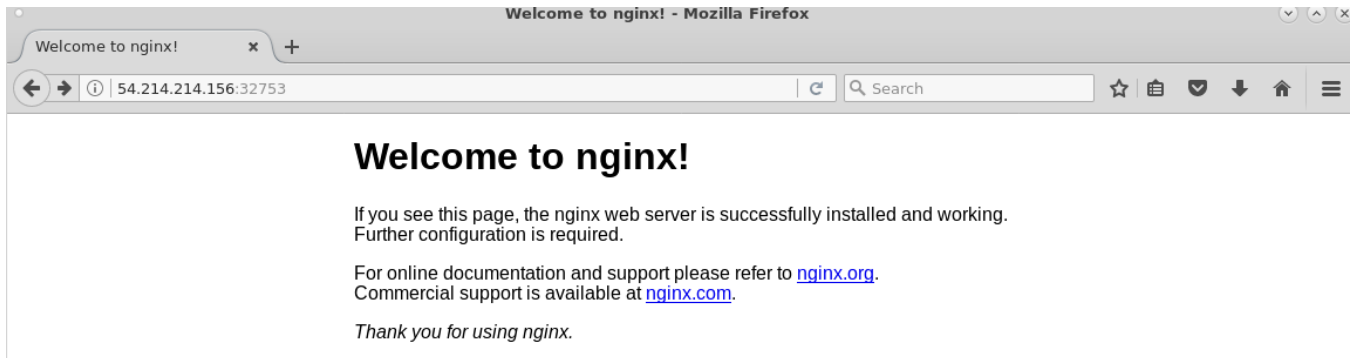 Welcome to nginx! - Mozilla Firefox
Welcome to nginx!
54.214.214.156:32753
Search
Welcome to nginx!
If you see this page, the nginx web server is successfully installed and working.
Further configuration is required.
For online documentation and support please refer to nginx.org.
Commercial support is available at nginx.com.
Thank you for using nginx.